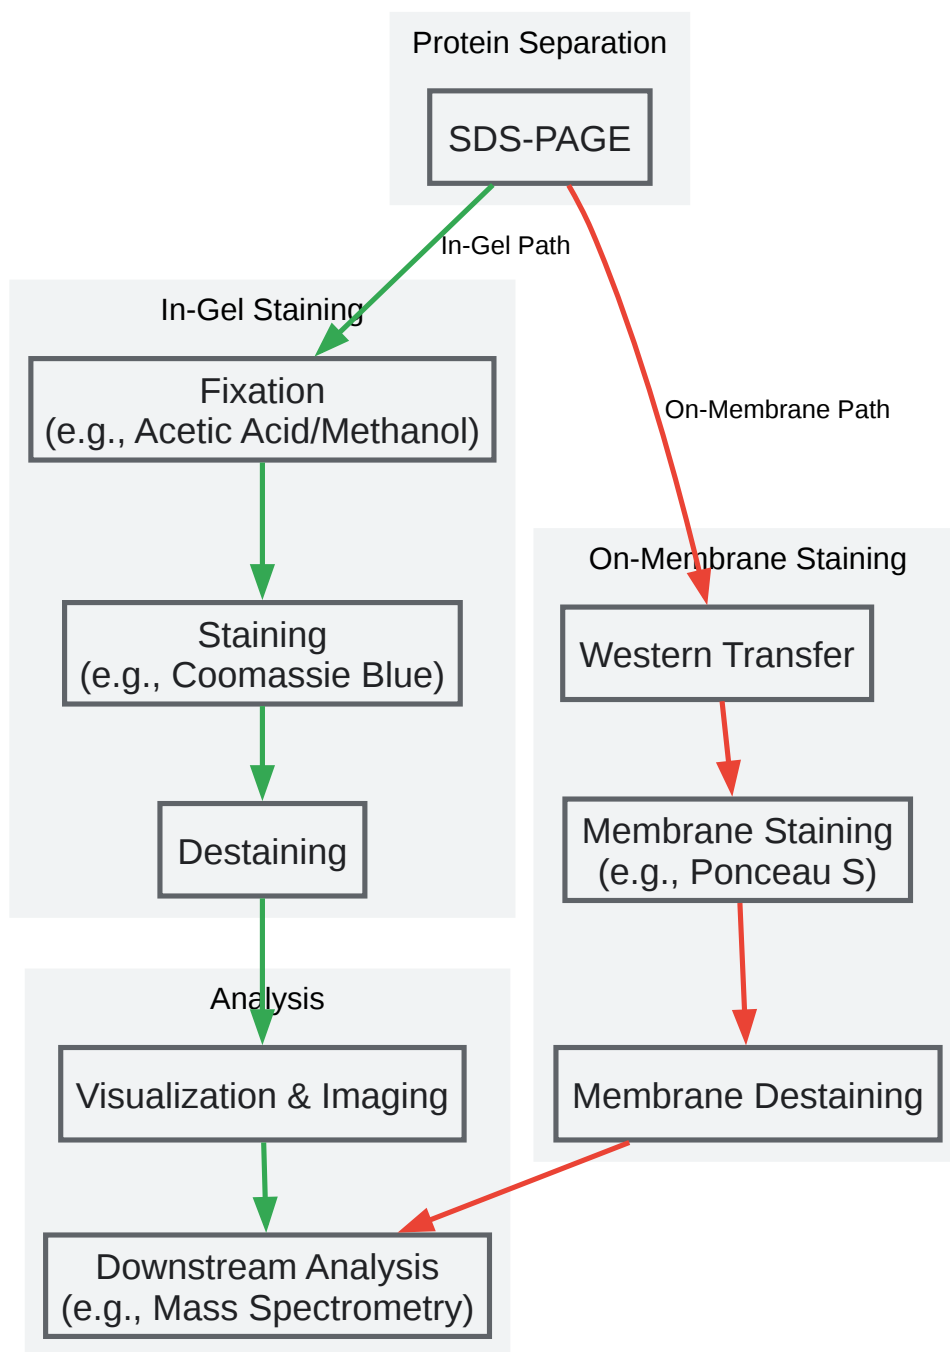 Protein Separation
SDS-PAGE
In-Gel Path
In-Gel Staining
Fixation
(e.g., Acetic Acid/Methanol)
Staining
(e.g., Coomassie Blue)
Destaining
On-Membrane Path
On-Membrane Staining
Western Transfer
Membrane Staining
(e.g., Ponceau S)
Membrane Destaining
Analysis
Visualization & Imaging
Downstream Analysis
(e.g., Mass Spectrometry)